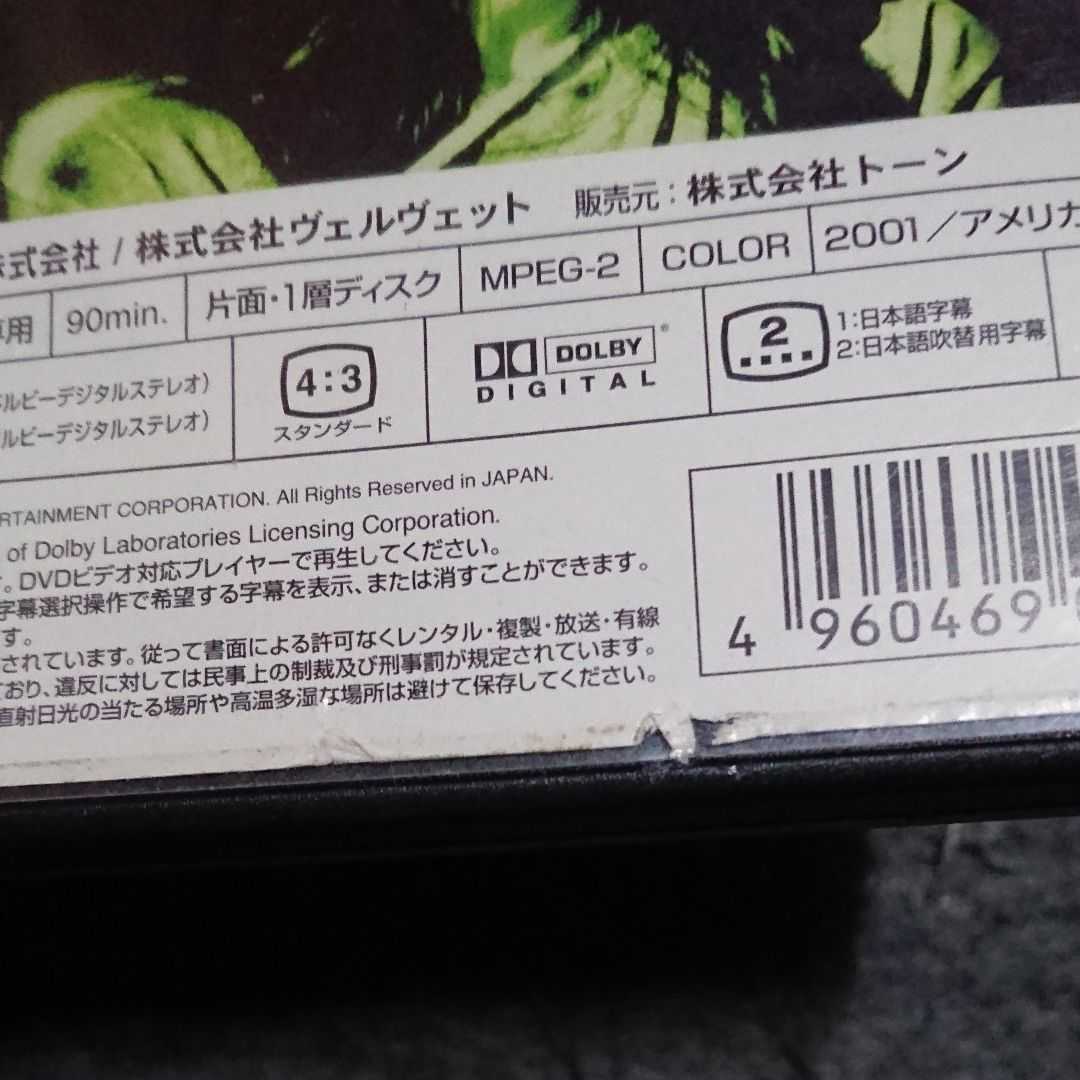 株式会社 / 株式会社ヴェルヴェット 販売元：株式会社トーン
専用 90min. 片面・1層ディスク MPEG-2 COLOR 2001／アメリカ
ルビーデジタルステレオ）
ルビーデジタルステレオ）
4:3
スタンダード
DOLBY
DIGITAL
2
1:日本語字幕
2:日本語吹替用字幕
RTAINMENT CORPORATION. All Rights Reserved in JAPAN.
of Dolby Laboratories Licensing Corporation.
。DVDビデオ対応プレイヤーで再生してください。
字幕選択操作で希望する字幕を表示、または消すことができます。
す。
されています。従って書面による許可なくレンタル・複製・放送・有線
ており、違反に対しては民事上の制裁及び刑事罰が規定されています。
直射日光の当たる場所や高温多湿な場所は避けて保存してください。
4 960469